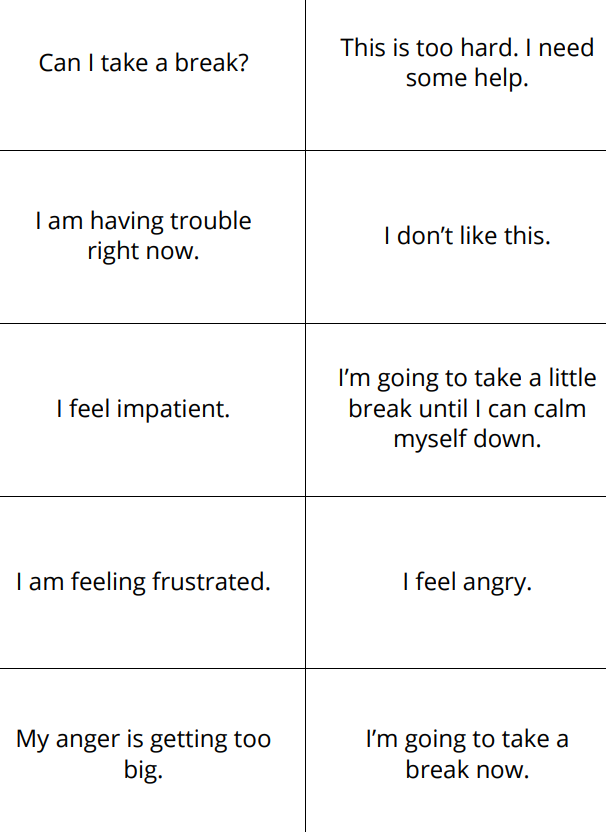 Can I take a break?
This is too hard. I need
some help.
I am having trouble
right now.
I don’t like this.
I feel impatient.
I’m going to take a little
break until I can calm
myself down.
I am feeling frustrated.
I feel angry.
My anger is getting too
big.
I’m going to take a
break now.